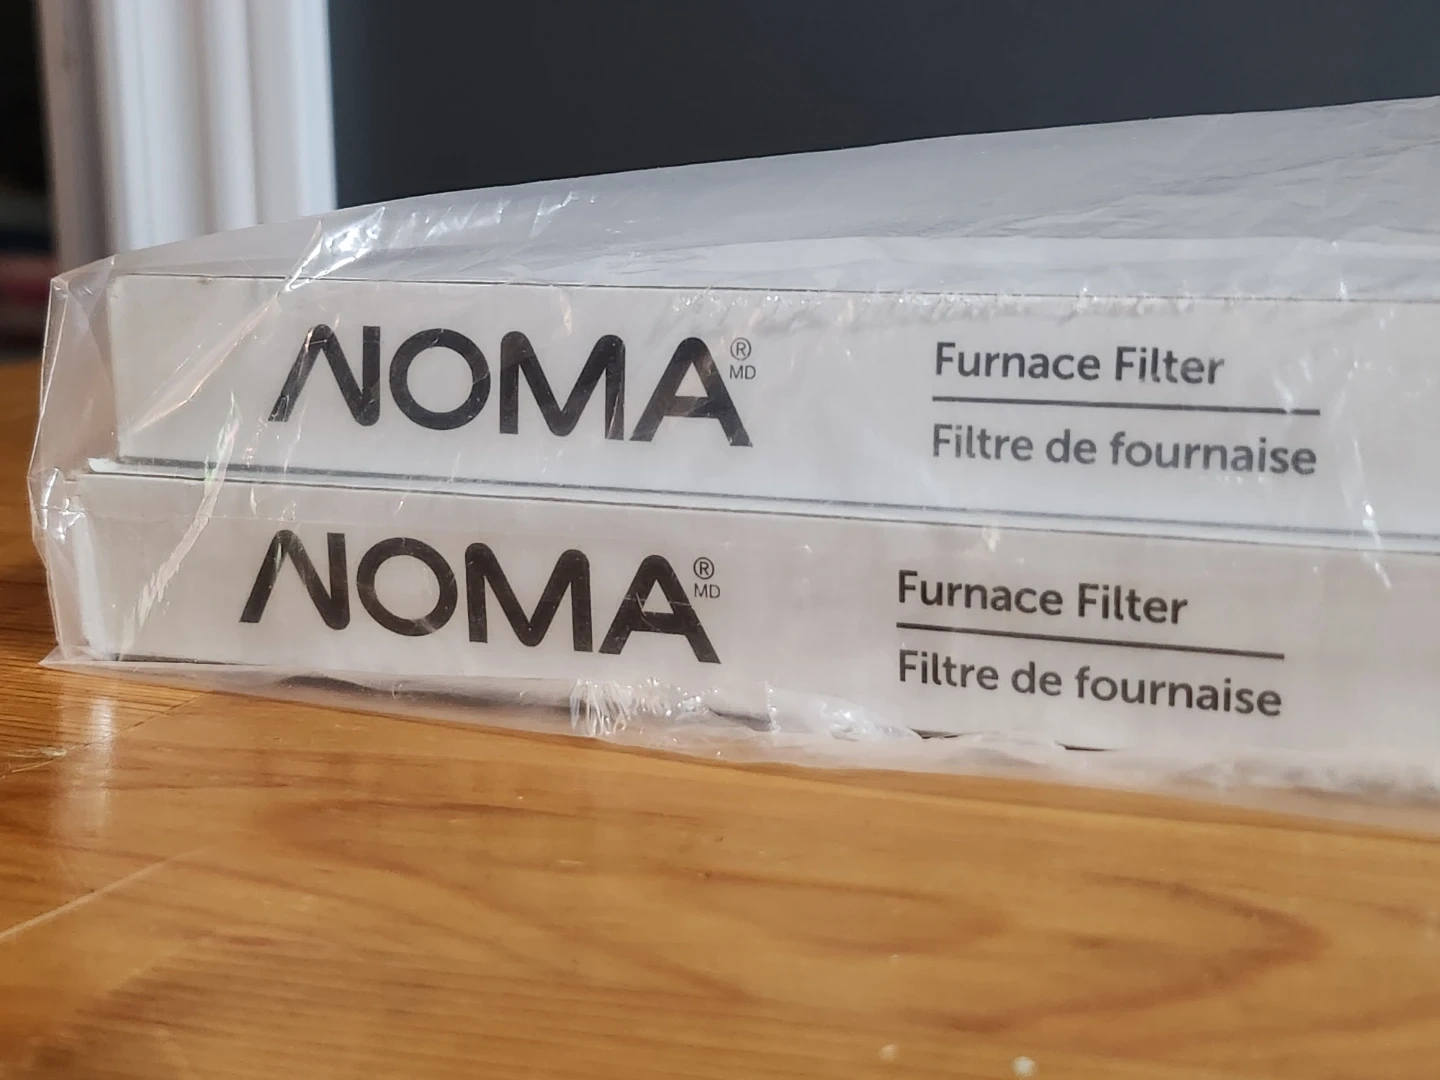 NOMA®
MD
Furnace Filter
Filtre de fournaise
NOMA®
MD
Furnace Filter
Filtre de fournaise